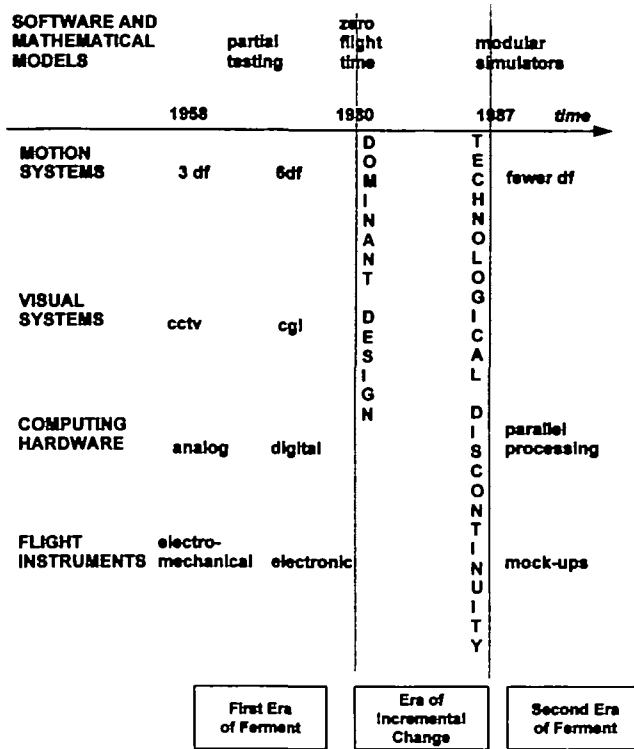 SOFTWARE AND
MATHEMATICAL
MODELS
partial
testing
zero
flight
time
modular
simulators
1958
1980
1987
time
MOTION
SYSTEMS
3 df
6df
fewer df
VISUAL
SYSTEMS
cctv
cgI
COMPUTING
HARDWARE
analog
digital
parallel
processing
FLIGHT
INSTRUMENTS
electro-
mechanical
electronic
mock-ups
DOMINANT DESIGN
TECHNOLOGICAL DISCONTINUITY
First Era
of Ferment
Era of
Incremental
Change
Second Era
of Ferment